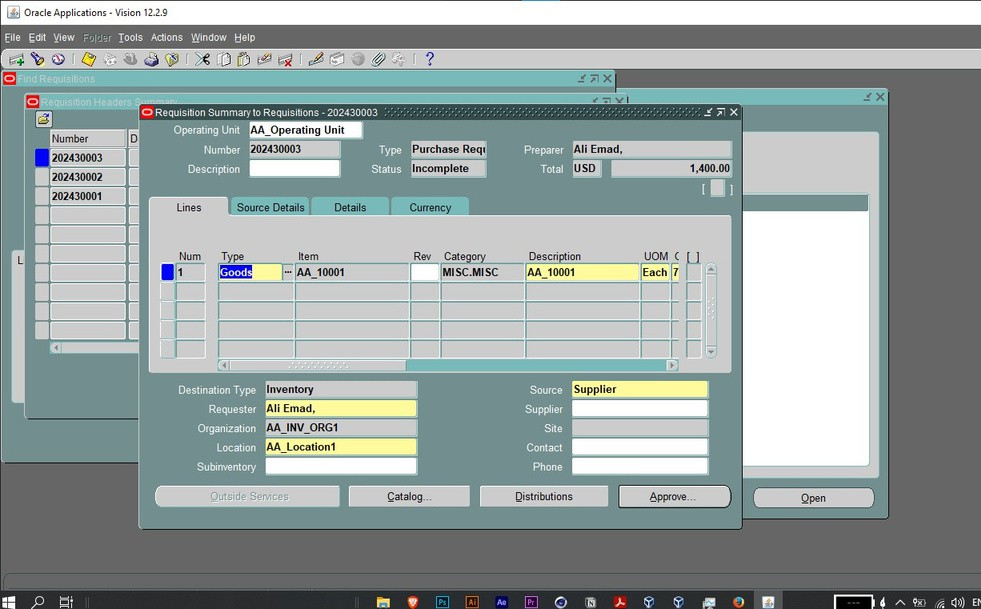 Oracle Applications - Vision 12.2.9
File Edit View Folder Tools Actions Window Help
Find Requisitions
Requisition Headers Summary
Requisition Summary to Requisitions - 202430003
Operating Unit AA_Operating Unit
Number 202430003 Type Purchase Requ Preparer Ali Emad,
Description Status Incomplete Total USD 1,400.00
[ ]
Number D
202430003
202430002
202430001
L
Lines Source Details Details Currency
Num Type Item Rev Category Description UOM [ ]
1 Goods ... AA_10001 MISC.MISC AA_10001 Each 7
Destination Type Inventory Source Supplier
Requester Ali Emad, Supplier
Organization AA_INV_ORG1 Site
Location AA_Location1 Contact
Subinventory Phone
Outside Services Catalog... Distributions Approve... Open
Ps Ai Ae Pr EN